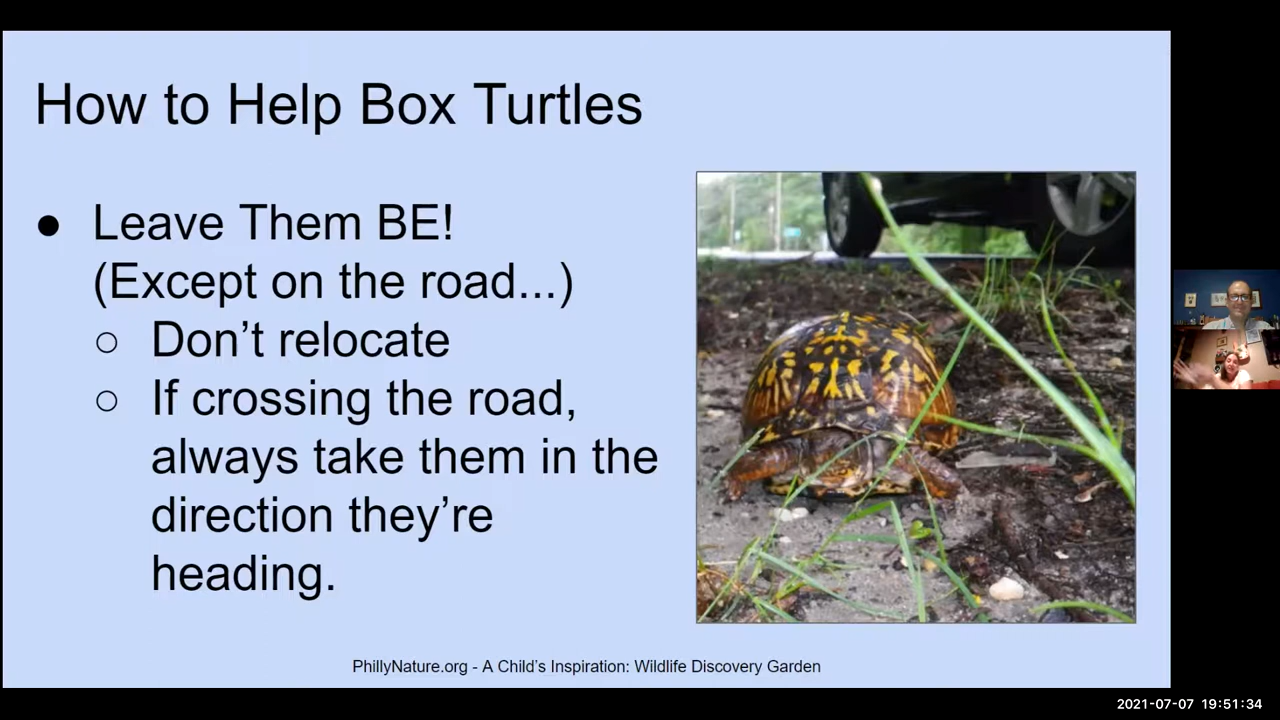 How to Help Box Turtles
● Leave Them BE!
(Except on the road...)
○ Don’t relocate
○ If crossing the road,
always take them in the
direction they’re
heading.
PhillyNature.org - A Child’s Inspiration: Wildlife Discovery Garden
2021-07-07 19:51:34